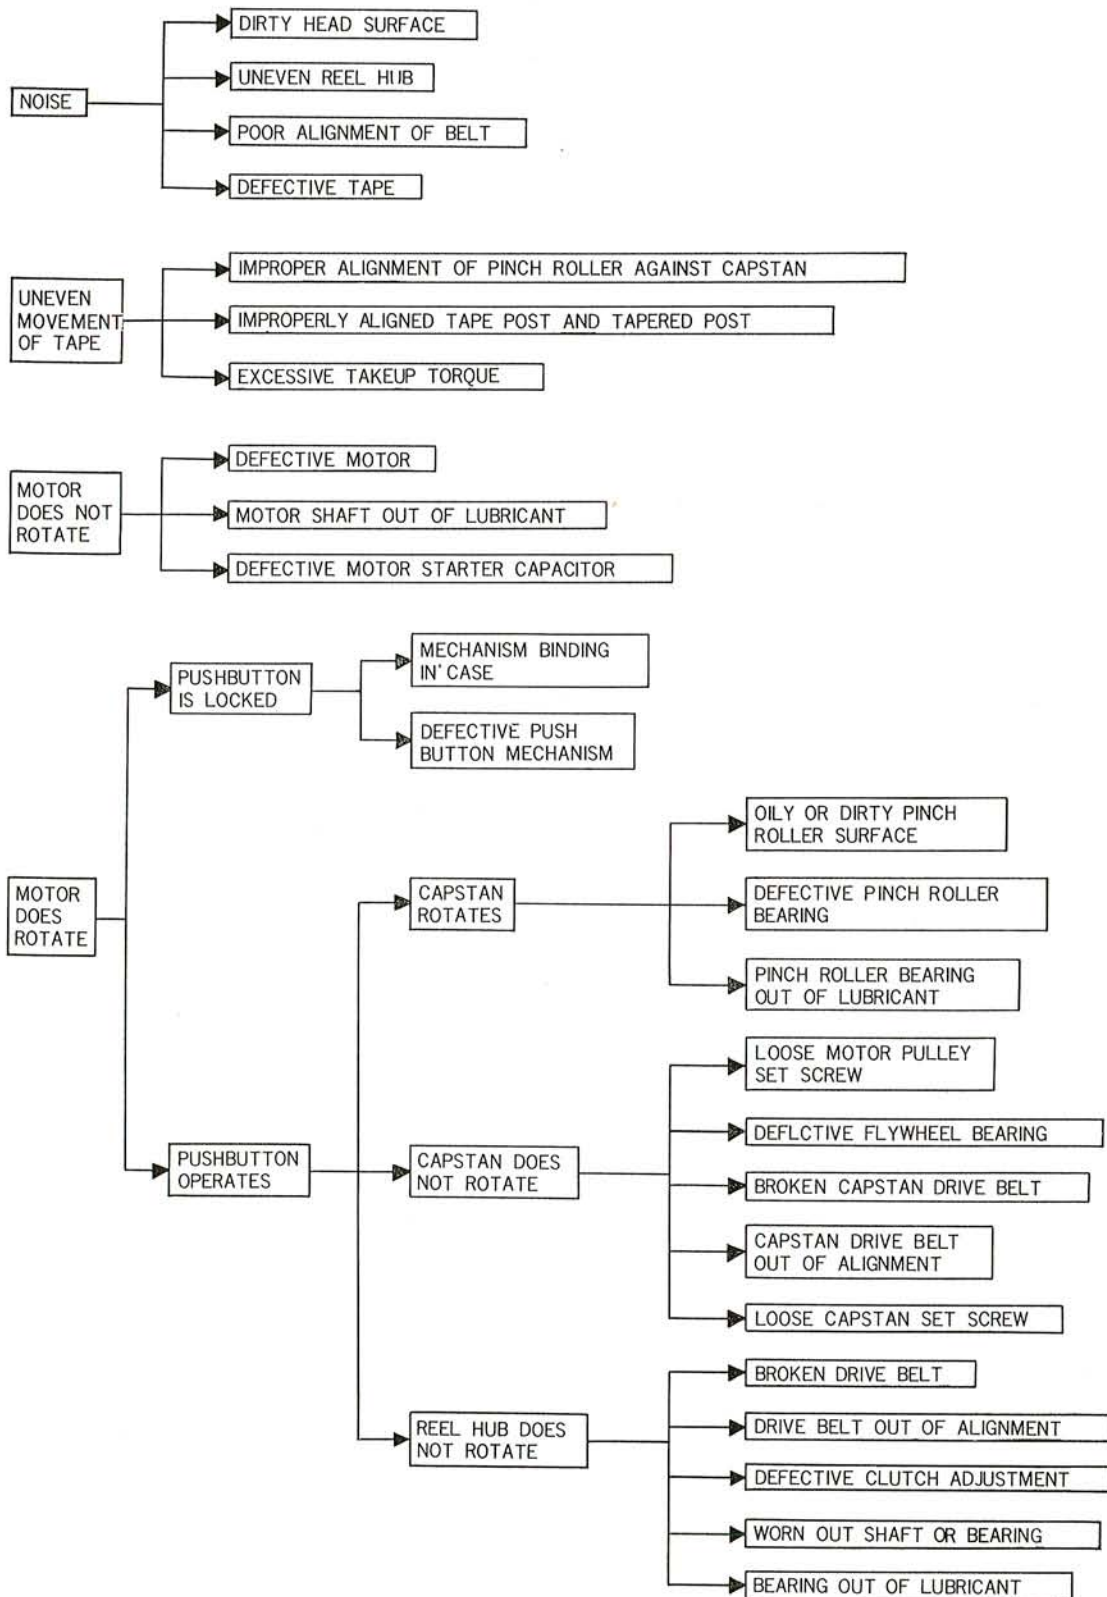 DIRTY HEAD SURFACE
UNEVEN REEL HUB
NOISE
POOR ALIGNMENT OF BELT
DEFECTIVE TAPE
IMPROPER ALIGNMENT OF PINCH ROLLER AGAINST CAPSTAN
UNEVEN
MOVEMENT
OF TAPE
IMPROPERLY ALIGNED TAPE POST AND TAPERED POST
EXCESSIVE TAKEUP TORQUE
DEFECTIVE MOTOR
MOTOR
DOES NOT
ROTATE
MOTOR SHAFT OUT OF LUBRICANT
DEFECTIVE MOTOR STARTER CAPACITOR
MECHANISM BINDING
IN CASE
PUSHBUTTON
IS LOCKED
DEFECTIVE PUSH
BUTTON MECHANISM
OILY OR DIRTY PINCH
ROLLER SURFACE
MOTOR
DOES
ROTATE
CAPSTAN
ROTATES
DEFECTIVE PINCH ROLLER
BEARING
PINCH ROLLER BEARING
OUT OF LUBRICANT
LOOSE MOTOR PULLEY
SET SCREW
DEFLCTIVE FLYWHEEL BEARING
PUSHBUTTON
OPERATES
CAPSTAN DOES
NOT ROTATE
BROKEN CAPSTAN DRIVE BELT
CAPSTAN DRIVE BELT
OUT OF ALIGNMENT
LOOSE CAPSTAN SET SCREW
BROKEN DRIVE BELT
REEL HUB DOES
NOT ROTATE
DRIVE BELT OUT OF ALIGNMENT
DEFECTIVE CLUTCH ADJUSTMENT
WORN OUT SHAFT OR BEARING
BEARING OUT OF LUBRICANT